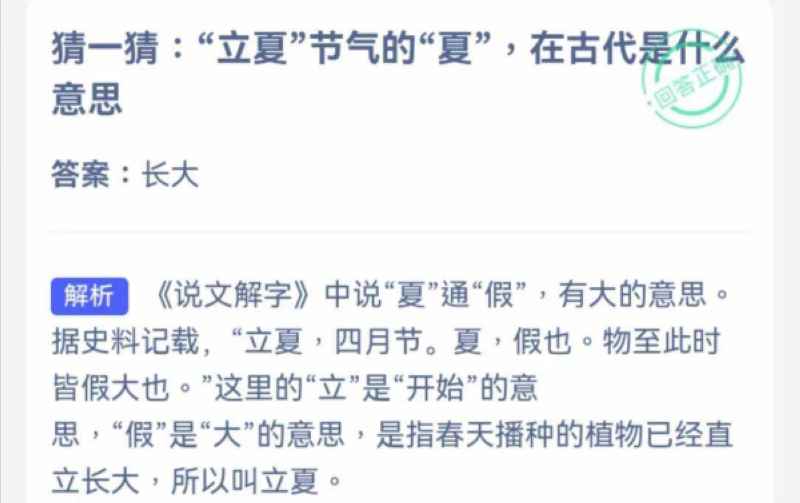 猜一猜：“立夏”节气的“夏”，在古代是什么
意思
回答正确
答案：长大
解析 《说文解字》中说“夏”通“假”，有大的意思。
据史料记载，“立夏，四月节。夏，假也。物至此时
皆假大也。”这里的“立”是“开始”的意
思，“假”是“大”的意思，是指春天播种的植物已经直
立长大，所以叫立夏。